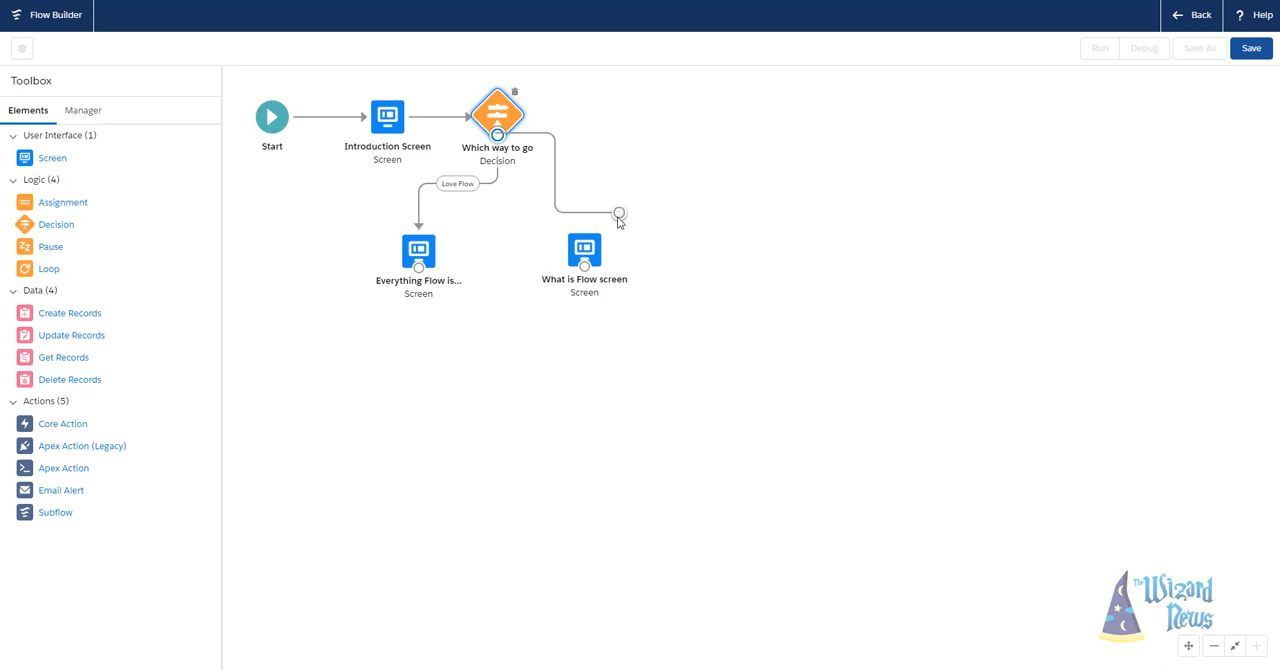 Flow Builder
Back
Help
Run
Debug
Save As
Save
Toolbox
Elements
Manager
User Interface (1)
Screen
Logic (4)
Assignment
Decision
Pause
Loop
Data (4)
Create Records
Update Records
Get Records
Delete Records
Actions (5)
Core Action
Apex Action (Legacy)
Apex Action
Email Alert
Subflow
Start
Introduction Screen
Screen
Which way to go
Decision
Love Flow
Everything Flow is...
Screen
What is Flow screen
Screen
The Wizard
News